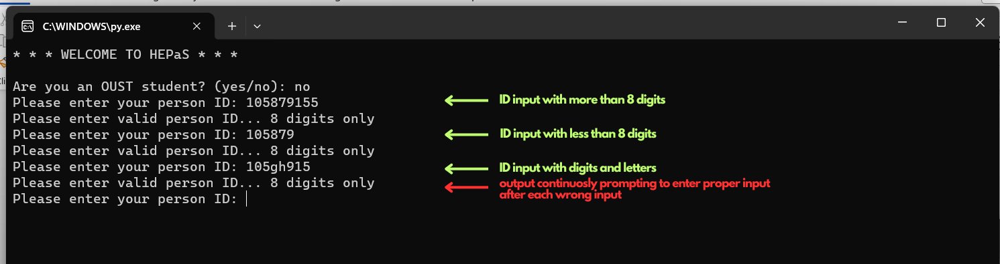 C:\WINDOWS\py.exe
* * * WELCOME TO HEPaS * * *
Are you an OUST student? (yes/no): no
Please enter your person ID: 105879155
ID input with more than 8 digits
Please enter valid person ID... 8 digits only
Please enter your person ID: 105879
ID input with less than 8 digits
Please enter valid person ID... 8 digits only
Please enter your person ID: 105gh915
ID input with digits and letters
Please enter valid person ID... 8 digits only
output continuosly prompting to enter proper input
after each wrong input
Please enter your person ID: